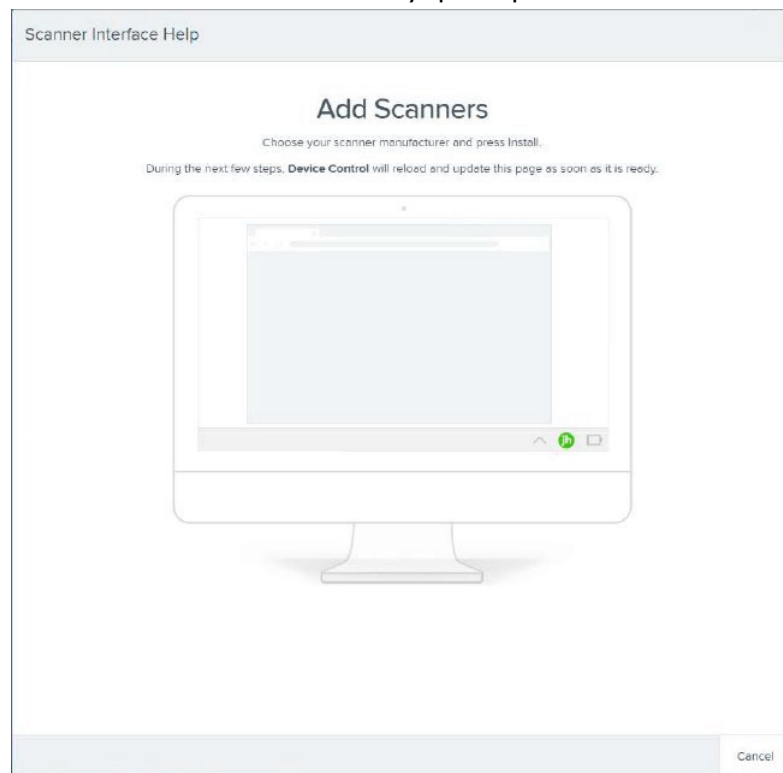 Scanner Interface Help
Add Scanners
Choose your scanner manufacturer and press Install.
During the next few steps, Device Control will reload and update this page as soon as it is ready.
jh
Cancel